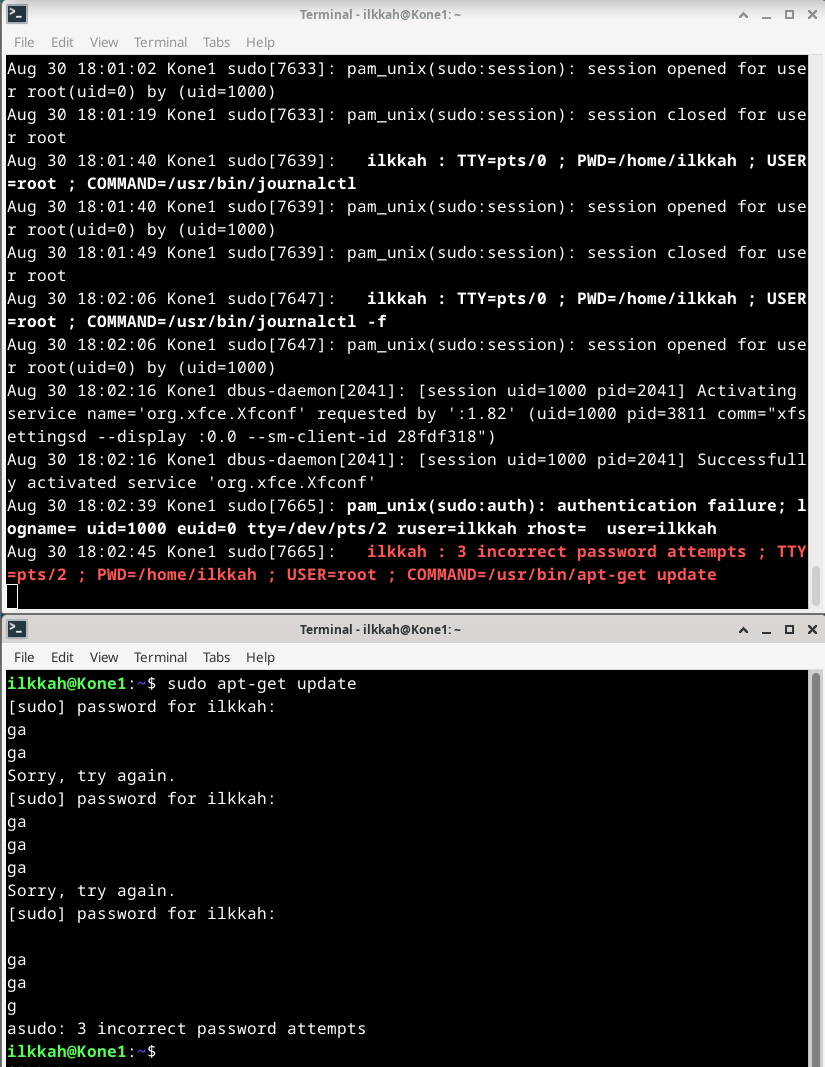 Terminal - ilkkah@Kone1: ~
File Edit View Terminal Tabs Help
Aug 30 18:01:02 Kone1 sudo[7633]: pam_unix(sudo:session): session opened for use
r root(uid=0) by (uid=1000)
Aug 30 18:01:19 Kone1 sudo[7633]: pam_unix(sudo:session): session closed for use
r root
Aug 30 18:01:40 Kone1 sudo[7639]:   ilkkah : TTY=pts/0 ; PWD=/home/ilkkah ; USER
=root ; COMMAND=/usr/bin/journalctl
Aug 30 18:01:40 Kone1 sudo[7639]: pam_unix(sudo:session): session opened for use
r root(uid=0) by (uid=1000)
Aug 30 18:01:49 Kone1 sudo[7639]: pam_unix(sudo:session): session closed for use
r root
Aug 30 18:02:06 Kone1 sudo[7647]:   ilkkah : TTY=pts/0 ; PWD=/home/ilkkah ; USER
=root ; COMMAND=/usr/bin/journalctl -f
Aug 30 18:02:06 Kone1 sudo[7647]: pam_unix(sudo:session): session opened for use
r root(uid=0) by (uid=1000)
Aug 30 18:02:16 Kone1 dbus-daemon[2041]: [session uid=1000 pid=2041] Activating
service name='org.xfce.Xfconf' requested by ':1.82' (uid=1000 pid=3811 comm="xfs
ettingsd --display :0.0 --sm-client-id 28fdf318")
Aug 30 18:02:16 Kone1 dbus-daemon[2041]: [session uid=1000 pid=2041] Successfull
y activated service 'org.xfce.Xfconf'
Aug 30 18:02:39 Kone1 sudo[7665]: pam_unix(sudo:auth): authentication failure; l
ogname= uid=1000 euid=0 tty=/dev/pts/2 ruser=ilkkah rhost=  user=ilkkah
Aug 30 18:02:45 Kone1 sudo[7665]:   ilkkah : 3 incorrect password attempts ; TTY
=pts/2 ; PWD=/home/ilkkah ; USER=root ; COMMAND=/usr/bin/apt-get update
Terminal - ilkkah@Kone1: ~
File Edit View Terminal Tabs Help
ilkkah@Kone1:~$ sudo apt-get update
[sudo] password for ilkkah:
ga
ga
Sorry, try again.
[sudo] password for ilkkah:
ga
ga
ga
Sorry, try again.
[sudo] password for ilkkah:
ga
ga
g
asudo: 3 incorrect password attempts
ilkkah@Kone1:~$